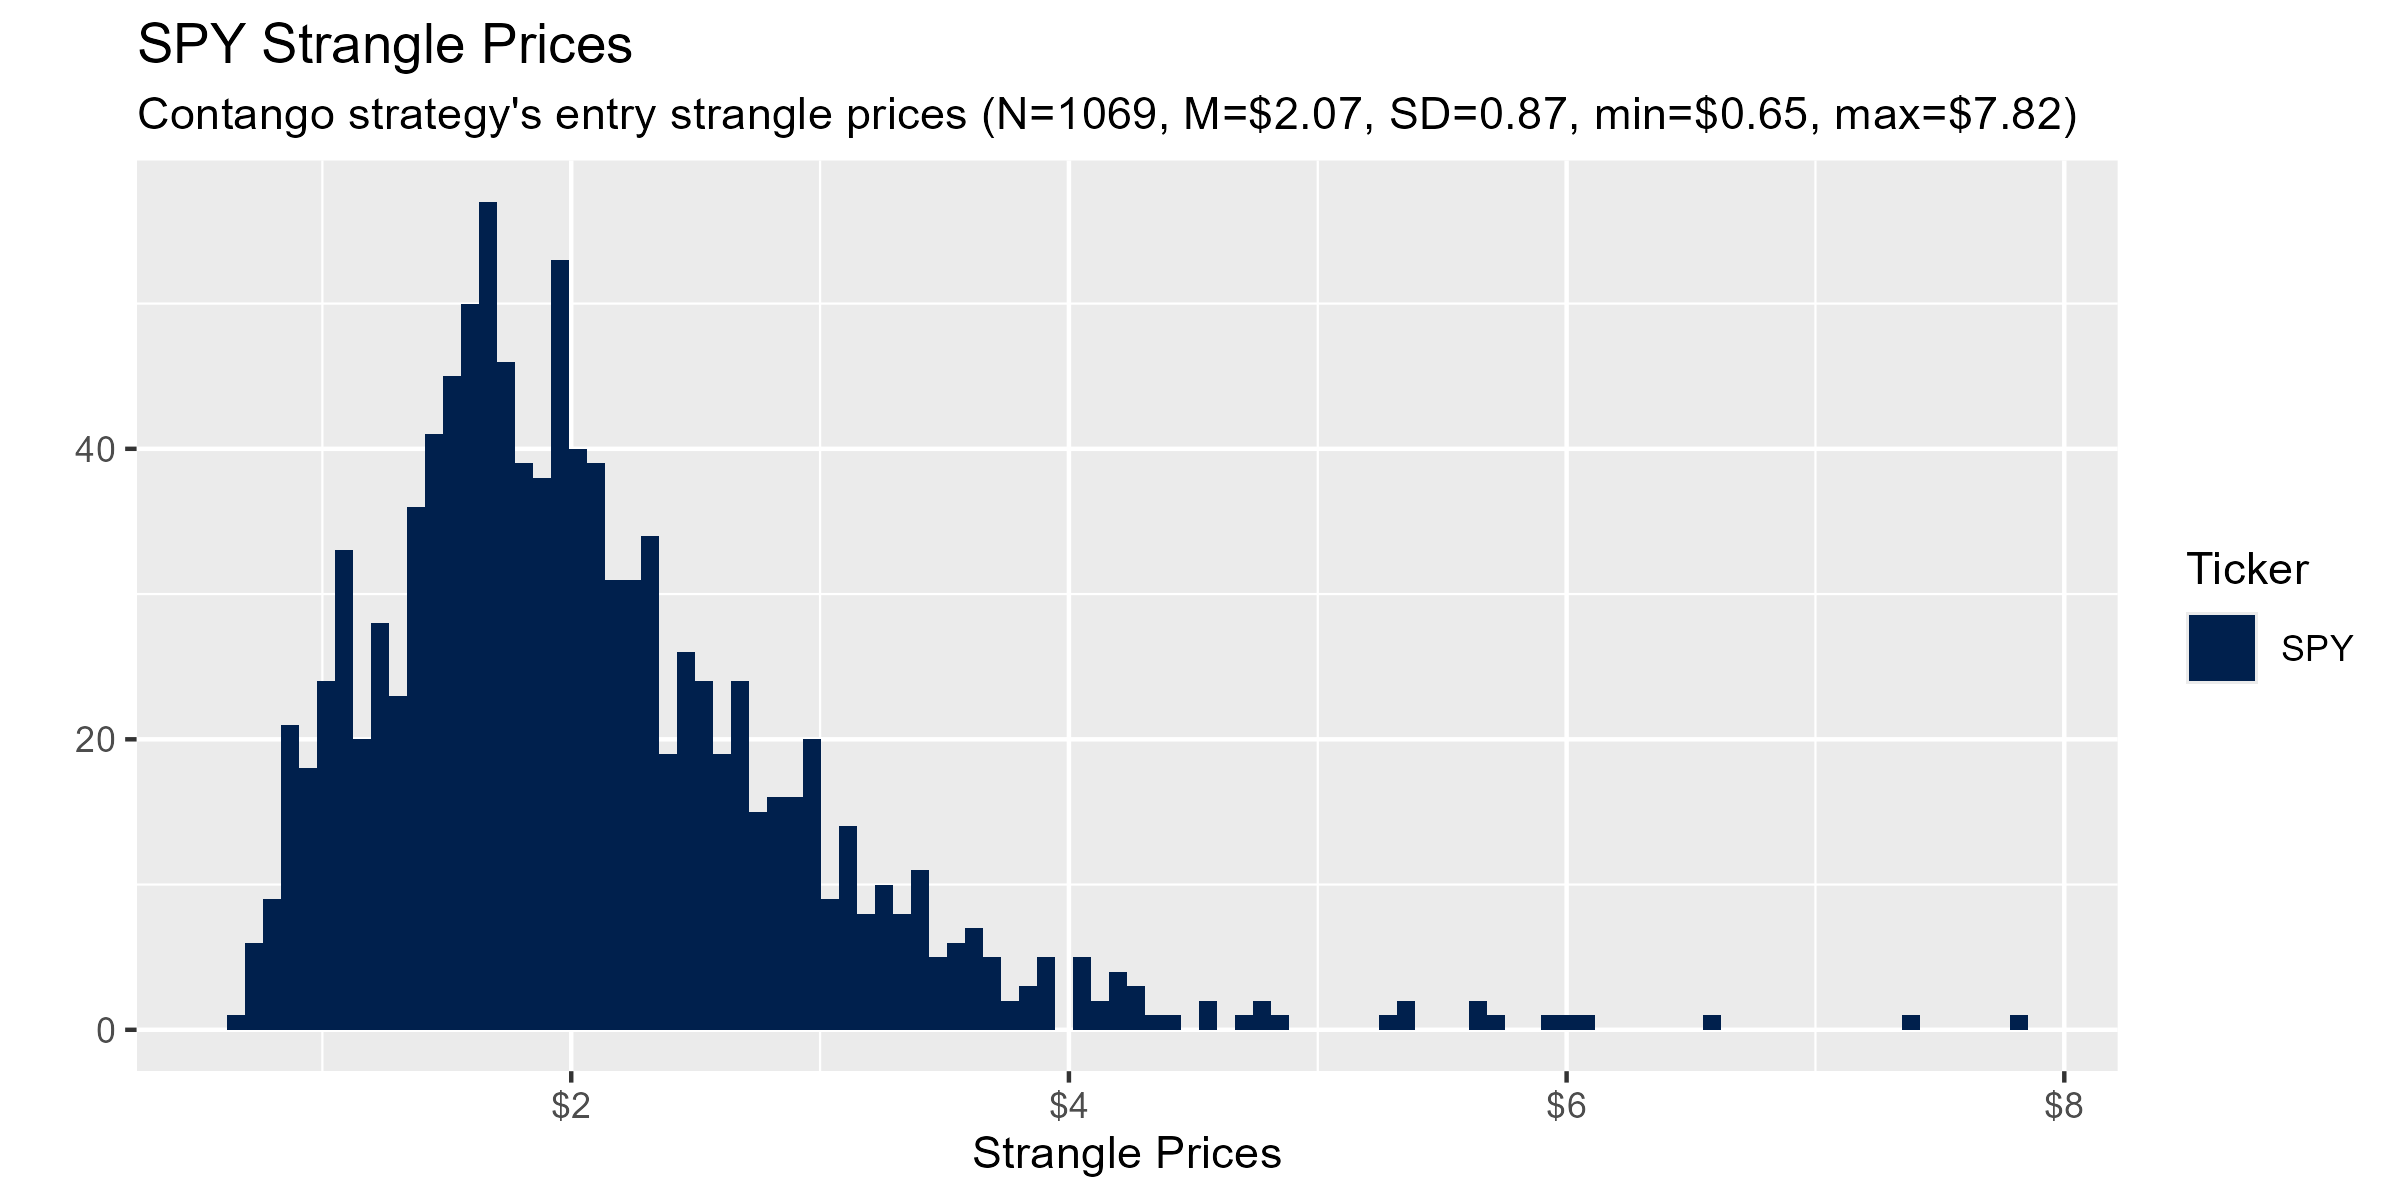 SPY Strangle Prices
Contango strategy's entry strangle prices (N=1069, M=$2.07, SD=0.87, min=$0.65, max=$7.82)
40
20
0
$2 $4 $6 $8
Strangle Prices
Ticker
SPY